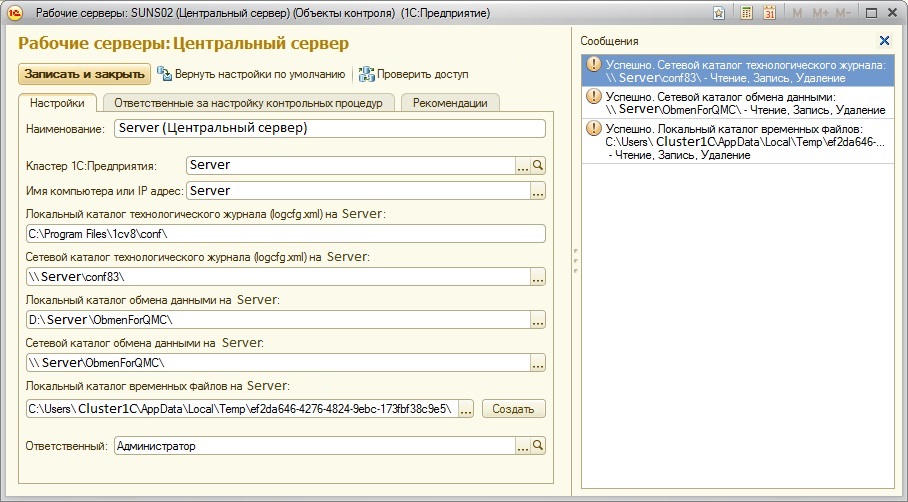 Рабочие серверы: SUNS02 (Центральный сервер) (Объекты контроля) (1С:Предприятие)
M M+ M-
Рабочие серверы: Центральный сервер
Записать и закрыть Вернуть настройки по умолчанию Проверить доступ
Настройки Ответственные за настройку контрольных процедур Рекомендации
Наименование: Server (Центральный сервер)
Кластер 1С:Предприятия: Server ...
Имя компьютера или IP адрес: Server ...
Локальный каталог технологического журнала (logcfg.xml) на Server:
C:\Program Files\1cv8\conf\
Сетевой каталог технологического журнала (logcfg.xml) на Server:
\\ Server\conf83\ ...
Локальный каталог обмена данными на Server:
D:\ Server\ObmenForQMC\ ...
Сетевой каталог обмена данными на Server:
\\ Server\ObmenForQMC\ ...
Локальный каталог временных файлов на Server:
C:\Users\ Cluster1C\AppData\Local\Temp\ef2da646-4276-4824-9ebc-173fbf38c9e5\ ... Создать
Ответственный: Администратор ...
Сообщения
Успешно. Сетевой каталог технологического журнала:
\\ Server\conf83\ - Чтение, Запись, Удаление
Успешно. Сетевой каталог обмена данными:
\\ Server\ObmenForQMC\ - Чтение, Запись, Удаление
Успешно. Локальный каталог временных файлов:
C:\Users\ Cluster1C\AppData\Local\Temp\ef2da646-...
- Чтение, Запись, Удаление